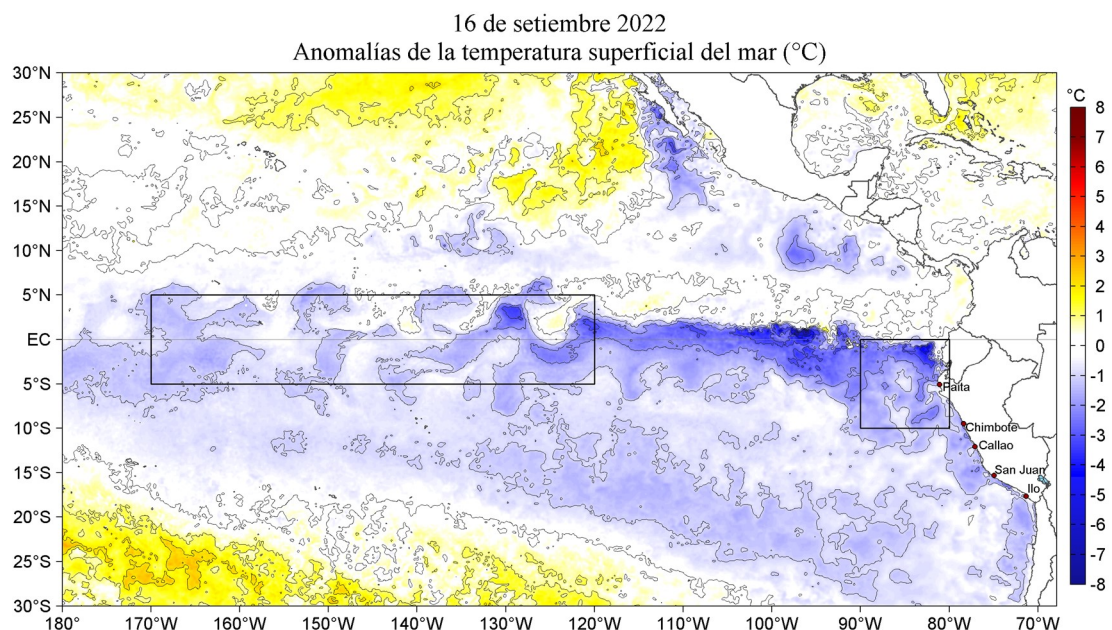 16 de setiembre 2022
Anomalías de la temperatura superficial del mar (°C)
30°N
25°N
20°N
15°N
10°N
5°N
EC
5°S
10°S
15°S
20°S
25°S
30°S
180°
170°W
160°W
150°W
140°W
130°W
120°W
110°W
100°W
90°W
80°W
70°W
Paita
Chimbote
Callao
San Juan
Ilo
°C
8
7
6
5
4
3
2
1
0
-1
-2
-3
-4
-5
-6
-7
-8